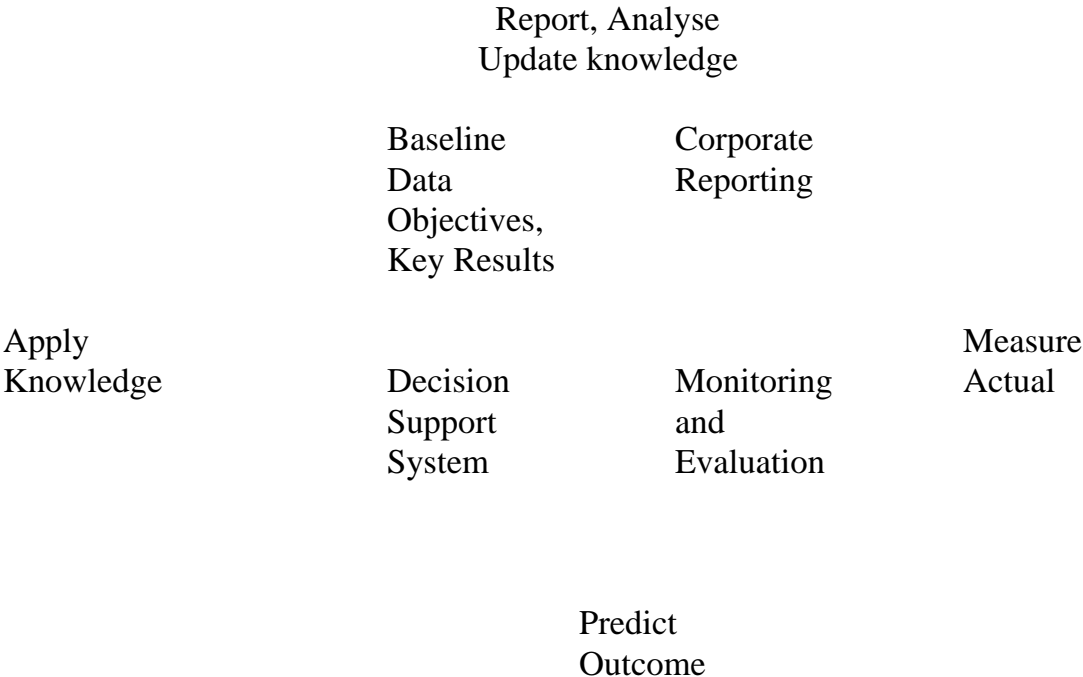 Report, Analyse
Update knowledge
Baseline
Data
Objectives,
Key Results
Corporate
Reporting
Apply
Knowledge
Decision
Support
System
Monitoring
and
Evaluation
Measure
Actual
Predict
Outcome